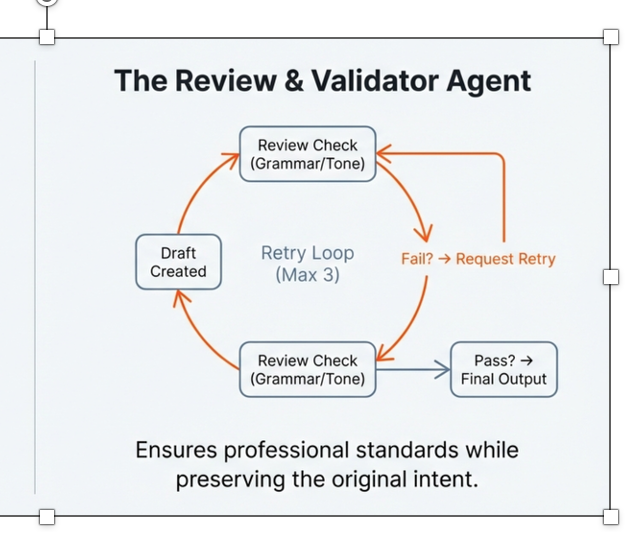 The Review & Validator Agent
Review Check
(Grammar/Tone)
Draft
Created
Retry Loop
(Max 3)
Fail? → Request Retry
Review Check
(Grammar/Tone)
Pass? →
Final Output
Ensures professional standards while
preserving the original intent.